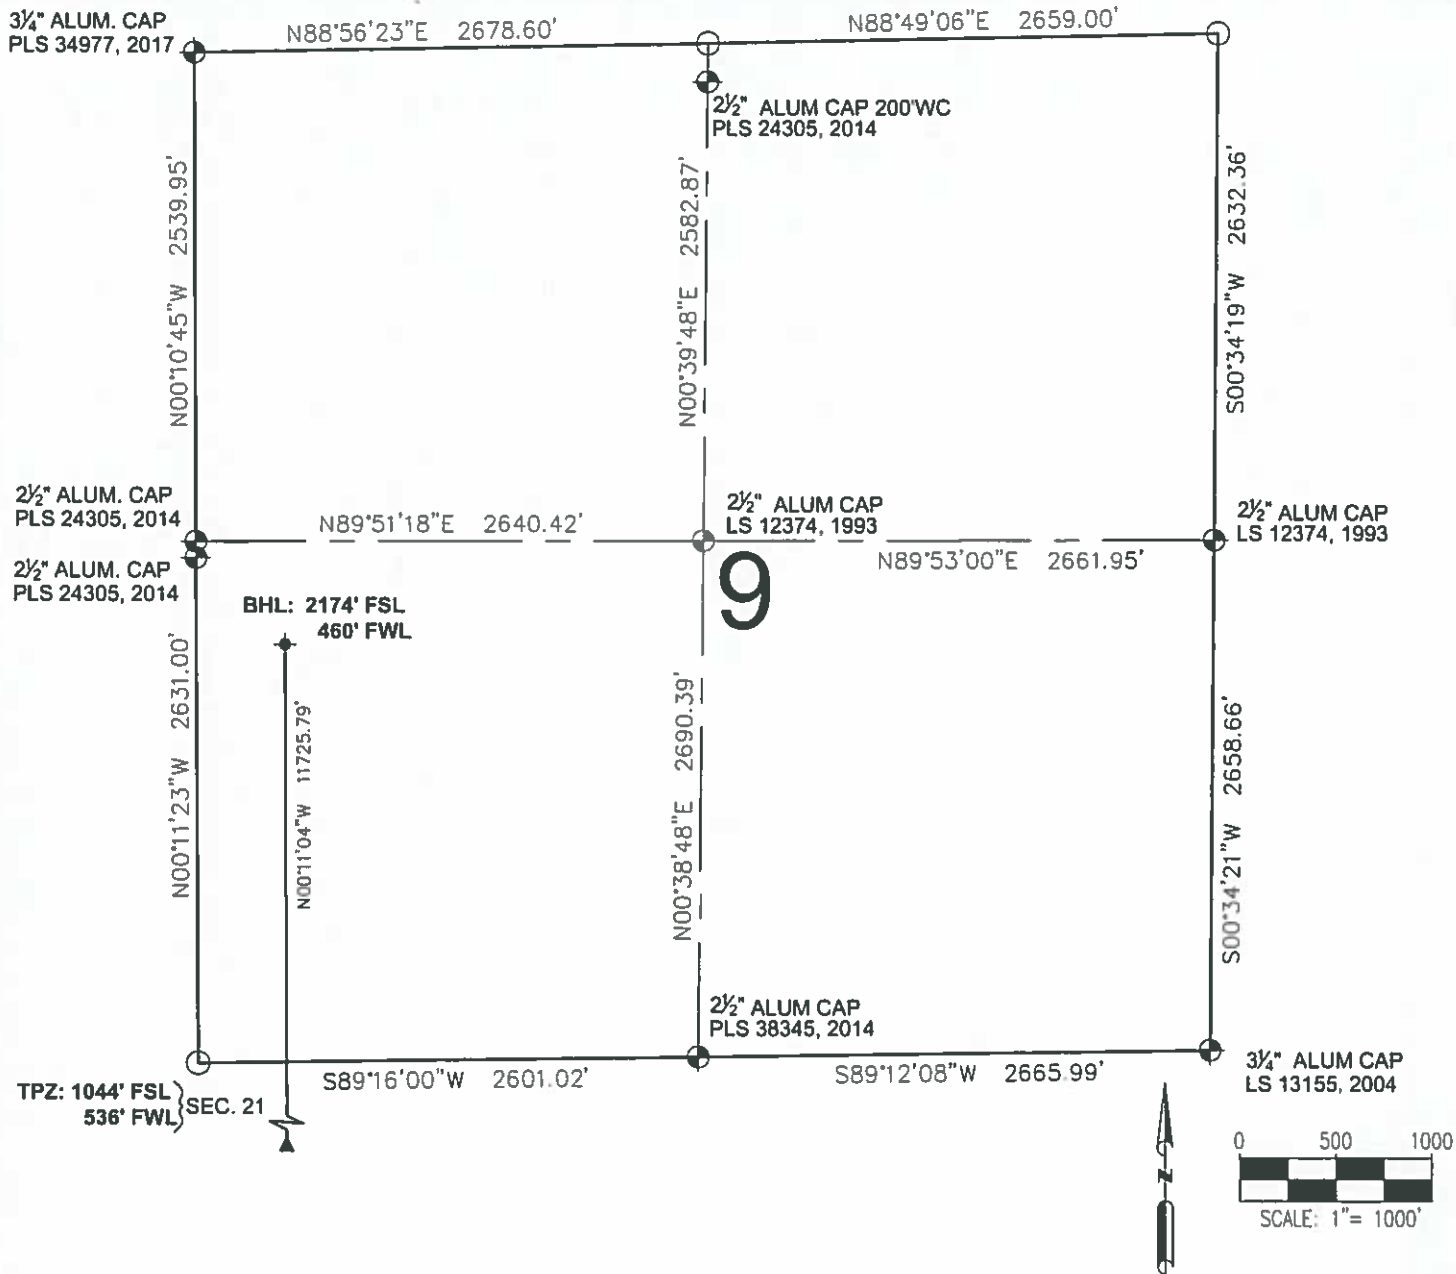 3¼" ALUM. CAP
PLS 34977, 2017
N88°56'23"E 2678.60'
N88°49'06"E 2659.00'
2½" ALUM CAP 200'WC
PLS 24305, 2014
N00°10'45"W 2539.95'
N00°39'48"E 2582.87'
S00°34'19"W 2632.36'
2½" ALUM. CAP
PLS 24305, 2014
N89°51'18"E 2640.42'
2½" ALUM CAP
LS 12374, 1993
2½" ALUM CAP
LS 12374, 1993
N89°53'00"E 2661.95'
2½" ALUM. CAP
PLS 24305, 2014
9
BHL: 2174' FSL
460' FWL
N00°11'23"W 2631.00'
N00°11'04"W 11725.79'
N00°38'48"E 2690.39'
S00°34'21"W 2658.66'
2½" ALUM CAP
PLS 38345, 2014
S89°16'00"W 2601.02'
S89°12'08"W 2665.99'
3¼" ALUM CAP
LS 13155, 2004
TPZ: 1044' FSL
536' FWL
SEC. 21
N
0 500 1000
SCALE: 1"= 1000'